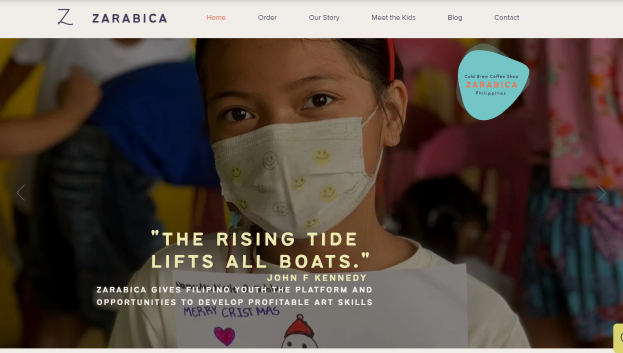 Z ZARABICA Home Order Our Story Meet the Kids Blog Contact
Cold Brew Coffee Shop
ZARABICA
Philippines
"THE RISING TIDE
LIFTS ALL BOATS."
JOHN F KENNEDY
ZARABICA GIVES FILIPINO YOUTH THE PLATFORM AND
OPPORTUNITIES TO DEVELOP PROFITABLE ART SKILLS
MERRY CRISTMAS